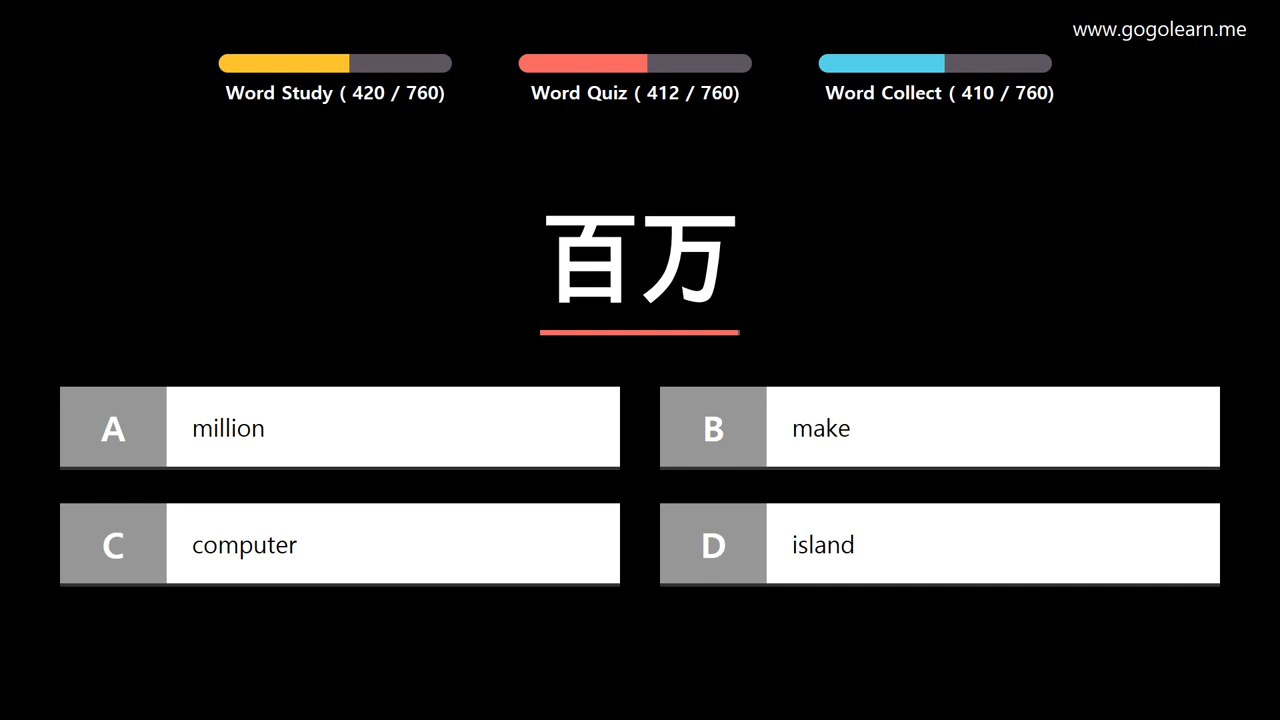 www.gogolearn.me
Word Study ( 420 / 760)
Word Quiz ( 412 / 760)
Word Collect ( 410 / 760)
百万
A million
B make
C computer
D island